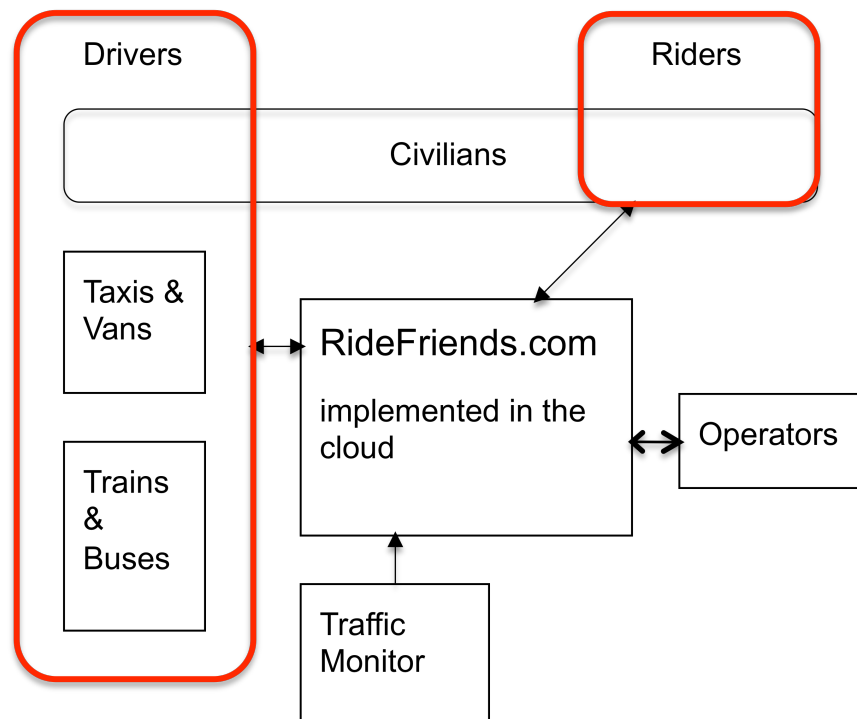 Drivers
Riders
Civilians
Taxis &
Vans
RideFriends.com
implemented in the
cloud
Operators
Trains
&
Buses
Traffic
Monitor